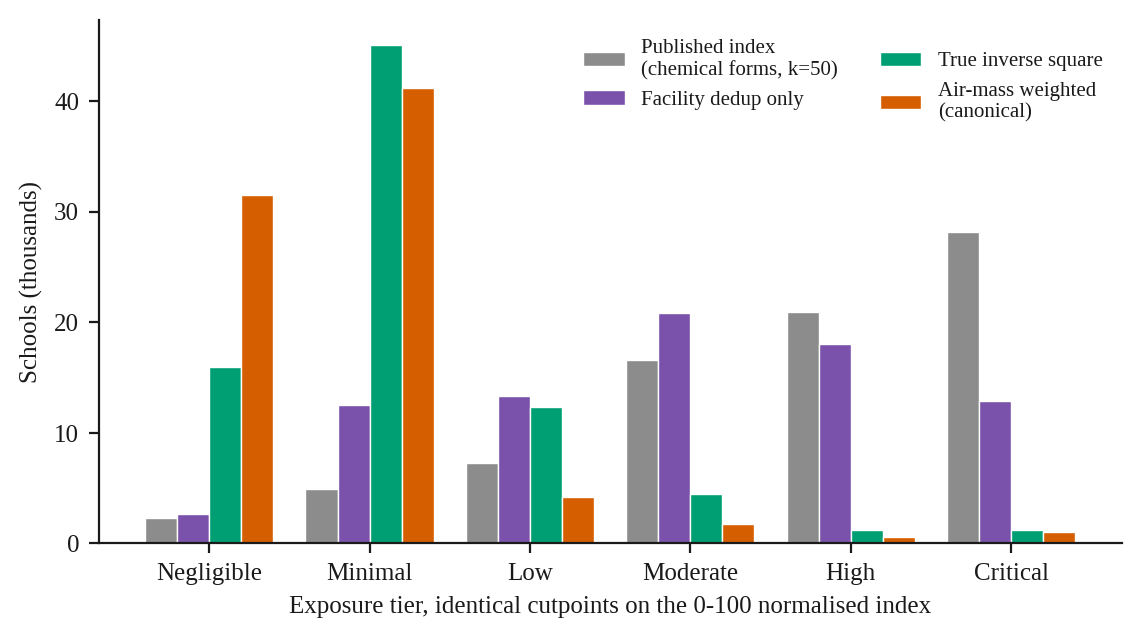 Published index
(chemical forms, k=50)
Facility dedup only
True inverse square
Air-mass weighted
(canonical)
Schools (thousands)
40
30
20
10
0
Negligible
Minimal
Low
Moderate
High
Critical
Exposure tier, identical cutpoints on the 0-100 normalised index